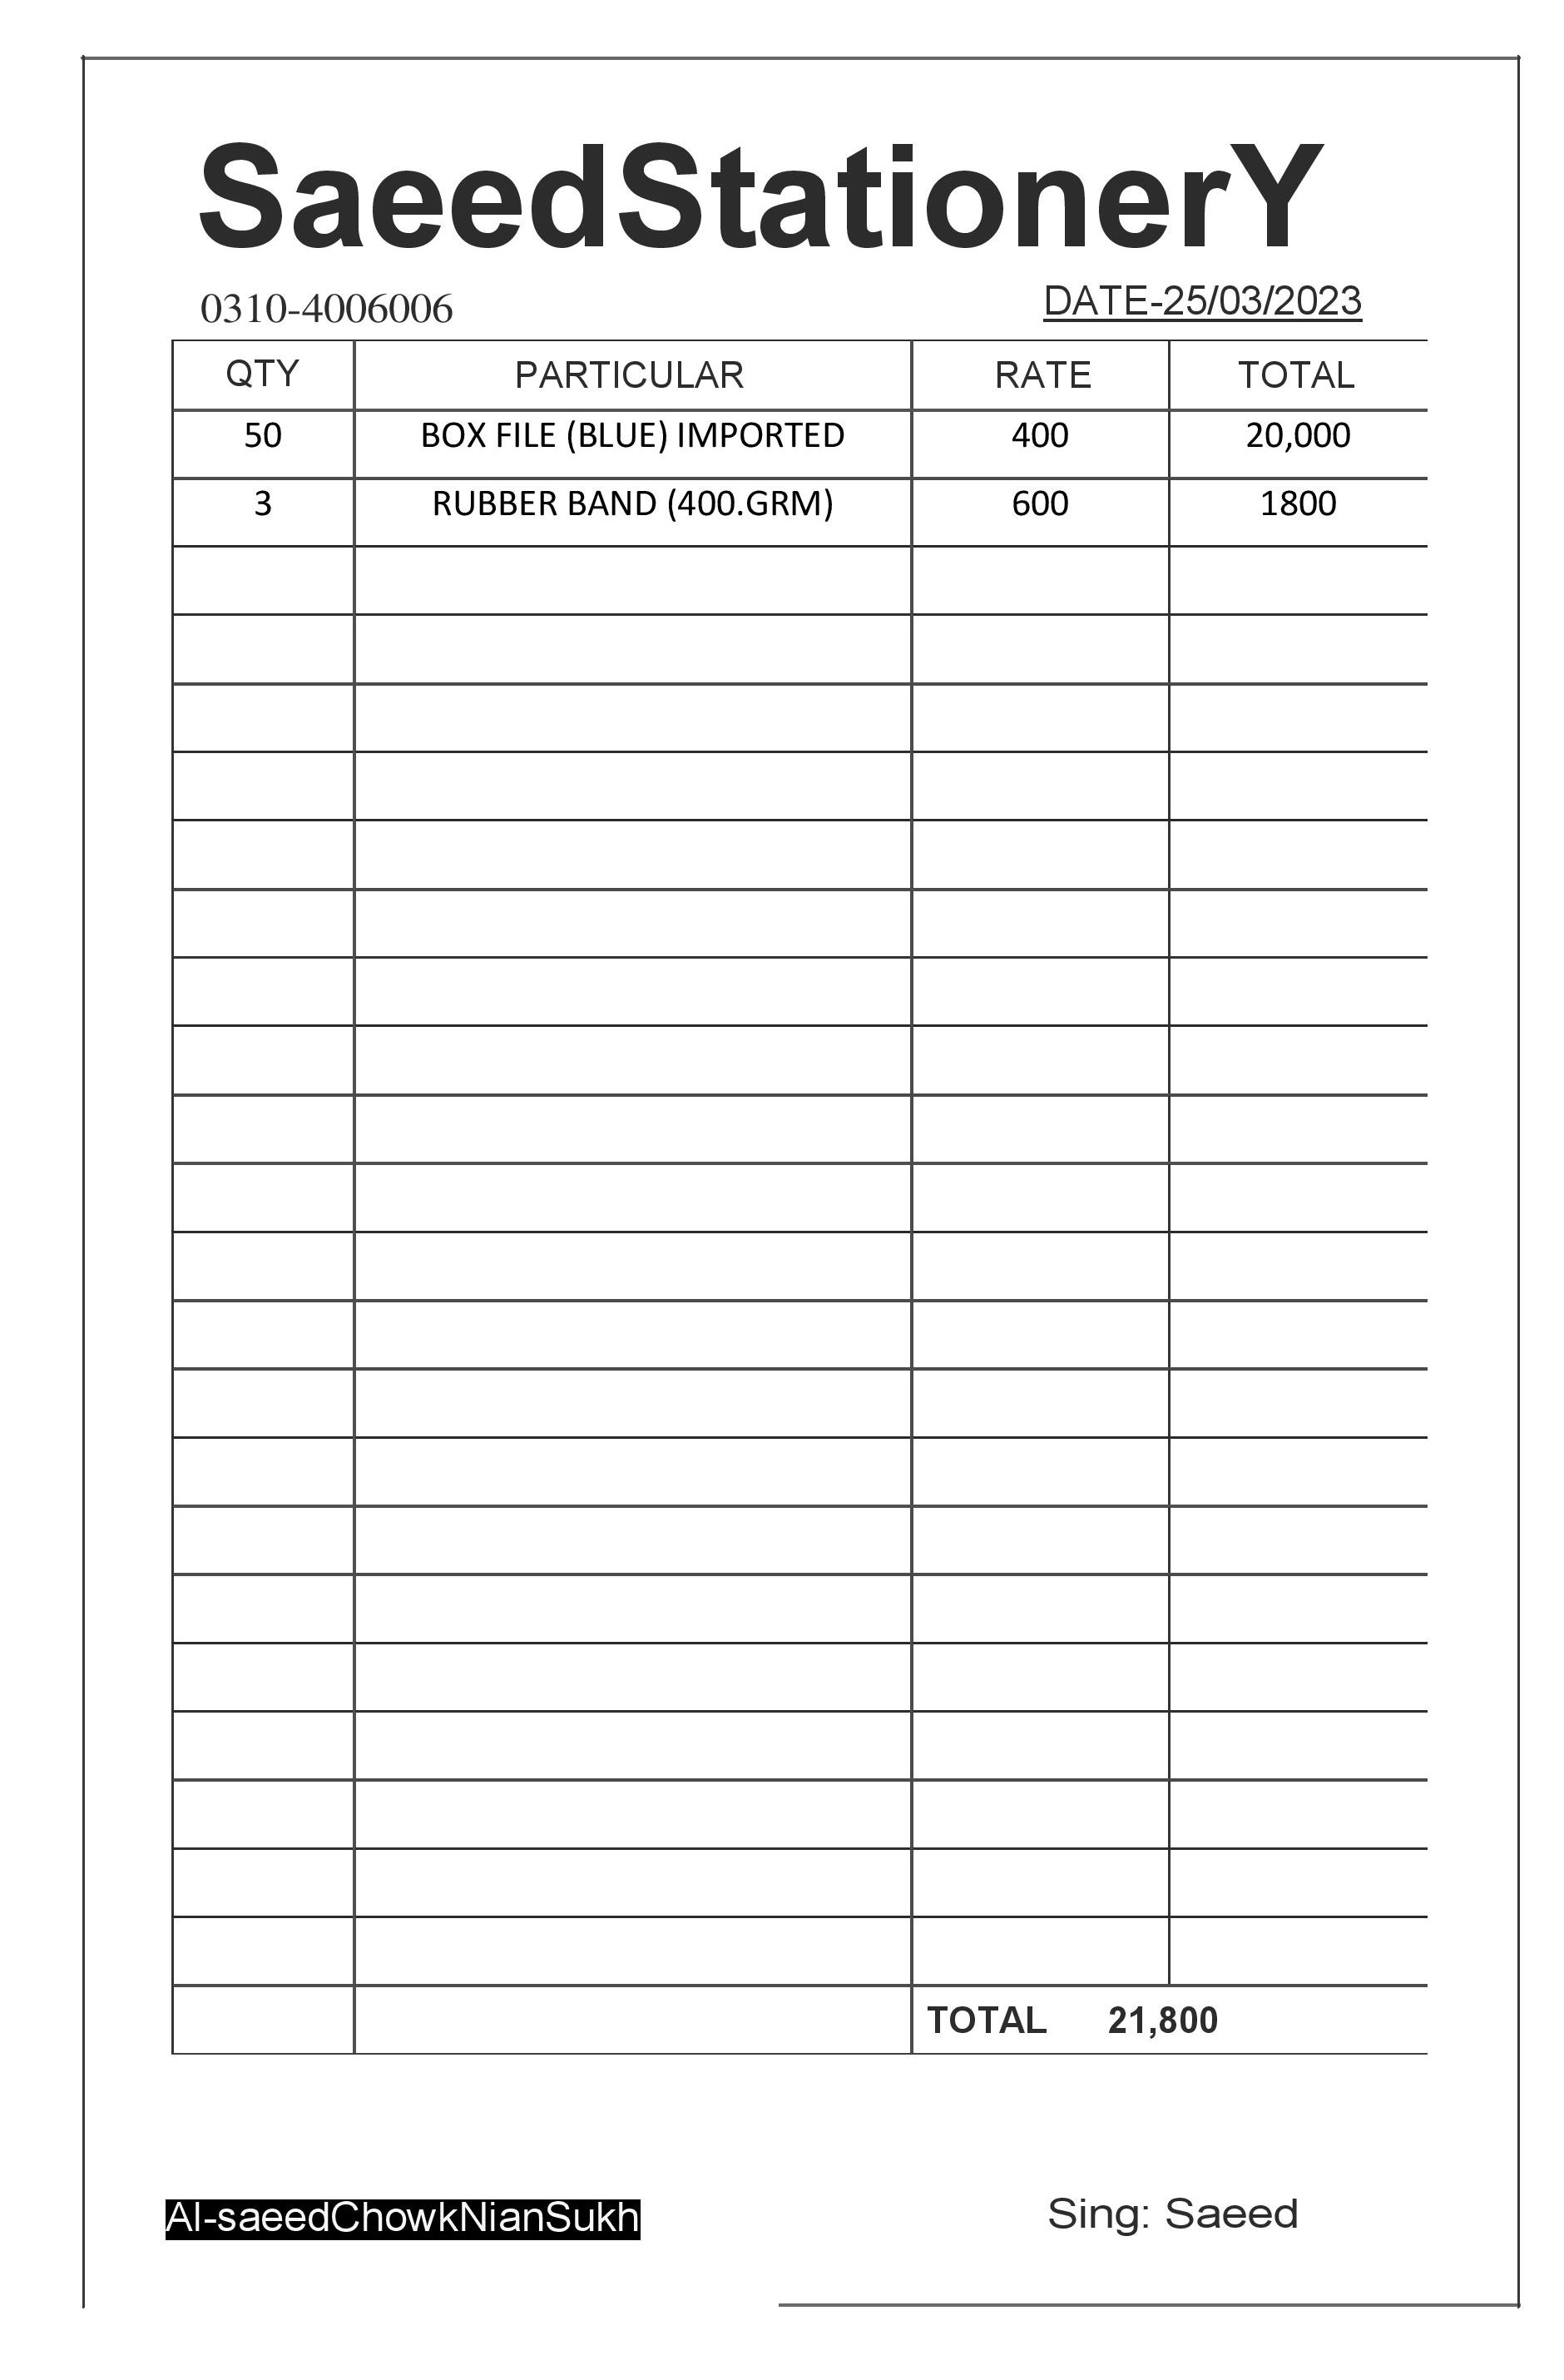 SaeedStationerY
0310-4006006 DATE-25/03/2023
QTY PARTICULAR RATE TOTAL
50 BOX FILE (BLUE) IMPORTED 400 20,000
3 RUBBER BAND (400.GRM) 600 1800
TOTAL 21,800
Al-saeedChowkNianSukh Sing: Saeed